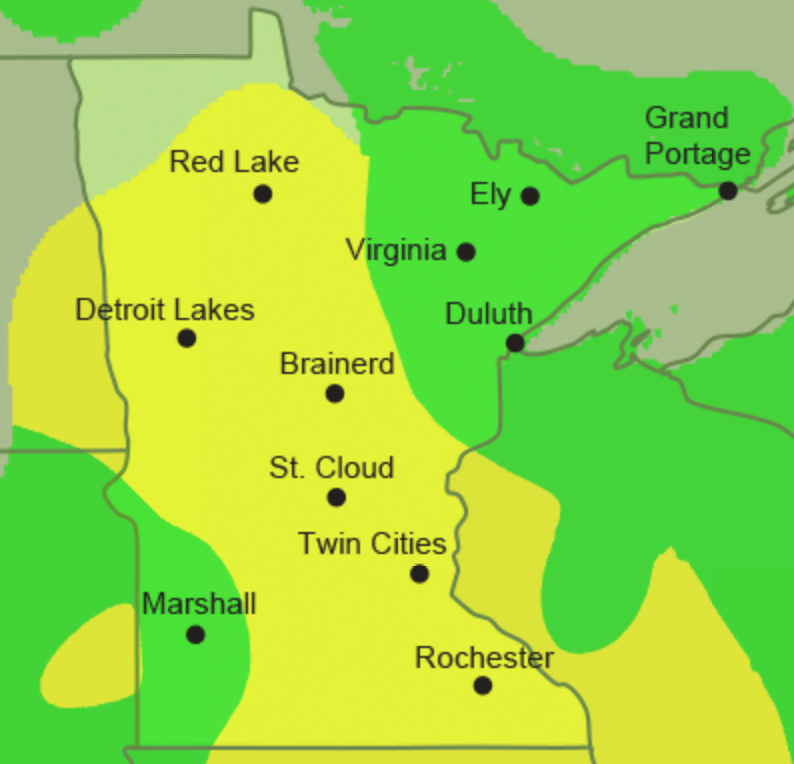 Grand
Portage
Red Lake
Ely
Virginia
Detroit Lakes
Duluth
Brainerd
St. Cloud
Twin Cities
Marshall
Rochester